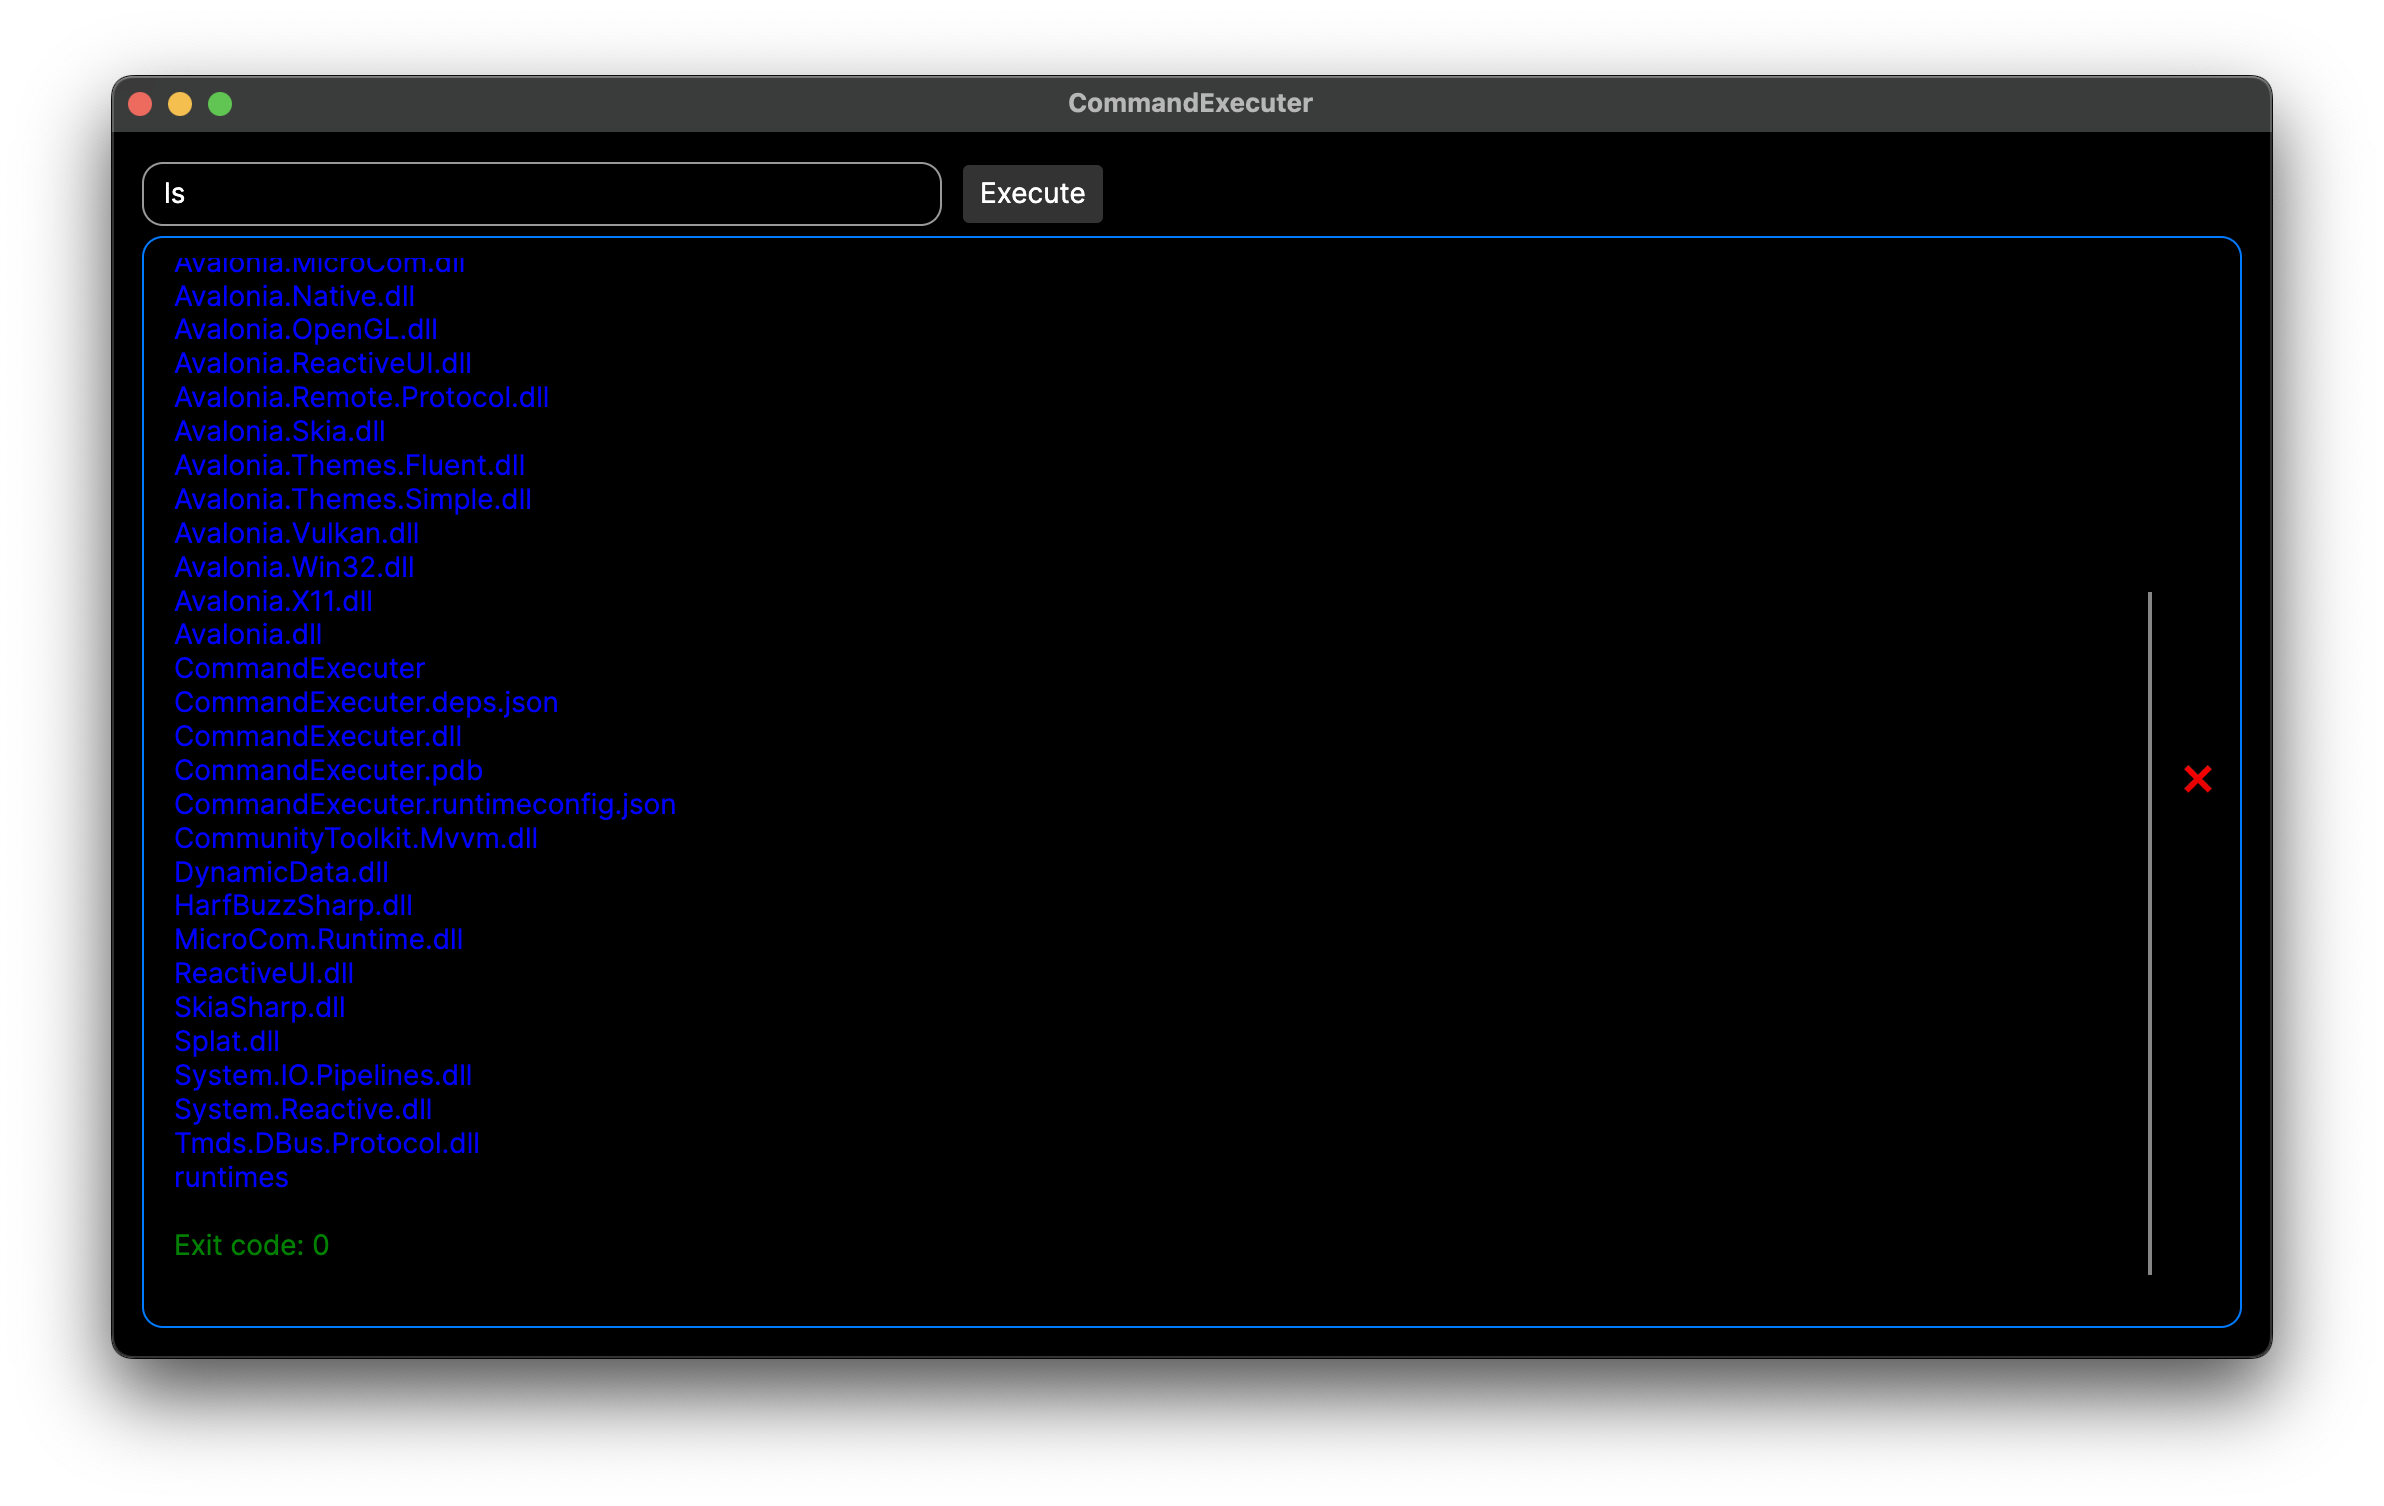 CommandExecuter
ls
Execute
Avalonia.MicroCom.dll
Avalonia.Native.dll
Avalonia.OpenGL.dll
Avalonia.ReactiveUI.dll
Avalonia.Remote.Protocol.dll
Avalonia.Skia.dll
Avalonia.Themes.Fluent.dll
Avalonia.Themes.Simple.dll
Avalonia.Vulkan.dll
Avalonia.Win32.dll
Avalonia.X11.dll
Avalonia.dll
CommandExecuter
CommandExecuter.deps.json
CommandExecuter.dll
CommandExecuter.pdb
CommandExecuter.runtimeconfig.json
CommunityToolkit.Mvvm.dll
DynamicData.dll
HarfBuzzSharp.dll
MicroCom.Runtime.dll
ReactiveUI.dll
SkiaSharp.dll
Splat.dll
System.IO.Pipelines.dll
System.Reactive.dll
Tmds.DBus.Protocol.dll
runtimes
Exit code: 0